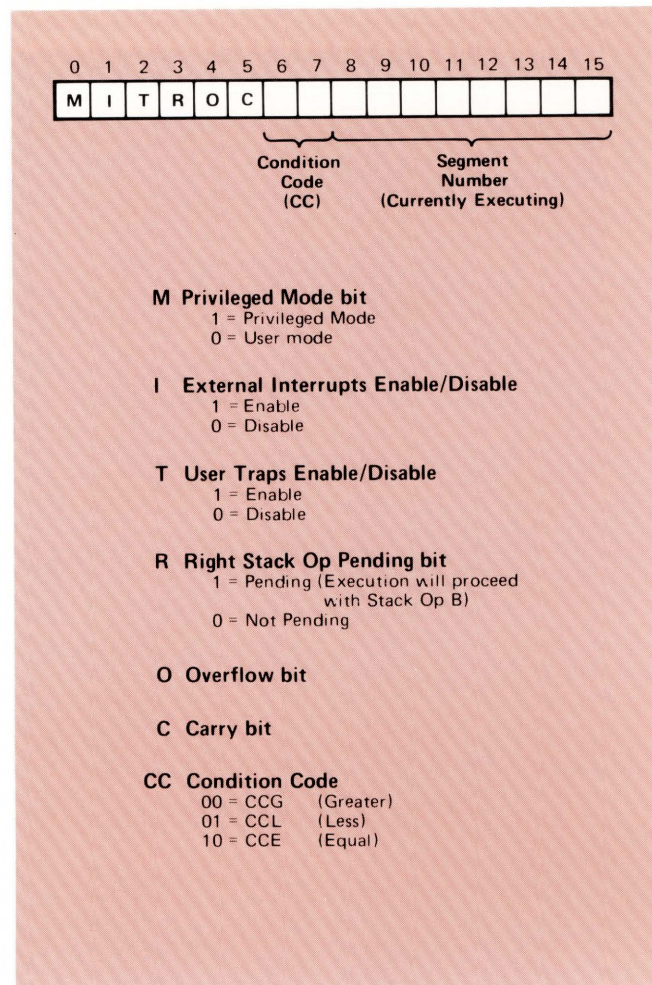 0 1 2 3 4 5 6 7 8 9 10 11 12 13 14 15
M I T R O C
Condition Code (CC)
Segment Number (Currently Executing)
M Privileged Mode bit
1 = Privileged Mode
0 = User mode
I External Interrupts Enable/Disable
1 = Enable
0 = Disable
T User Traps Enable/Disable
1 = Enable
0 = Disable
R Right Stack Op Pending bit
1 = Pending (Execution will proceed
with Stack Op B)
0 = Not Pending
O Overflow bit
C Carry bit
CC Condition Code
00 = CCG (Greater)
01 = CCL (Less)
10 = CCE (Equal)